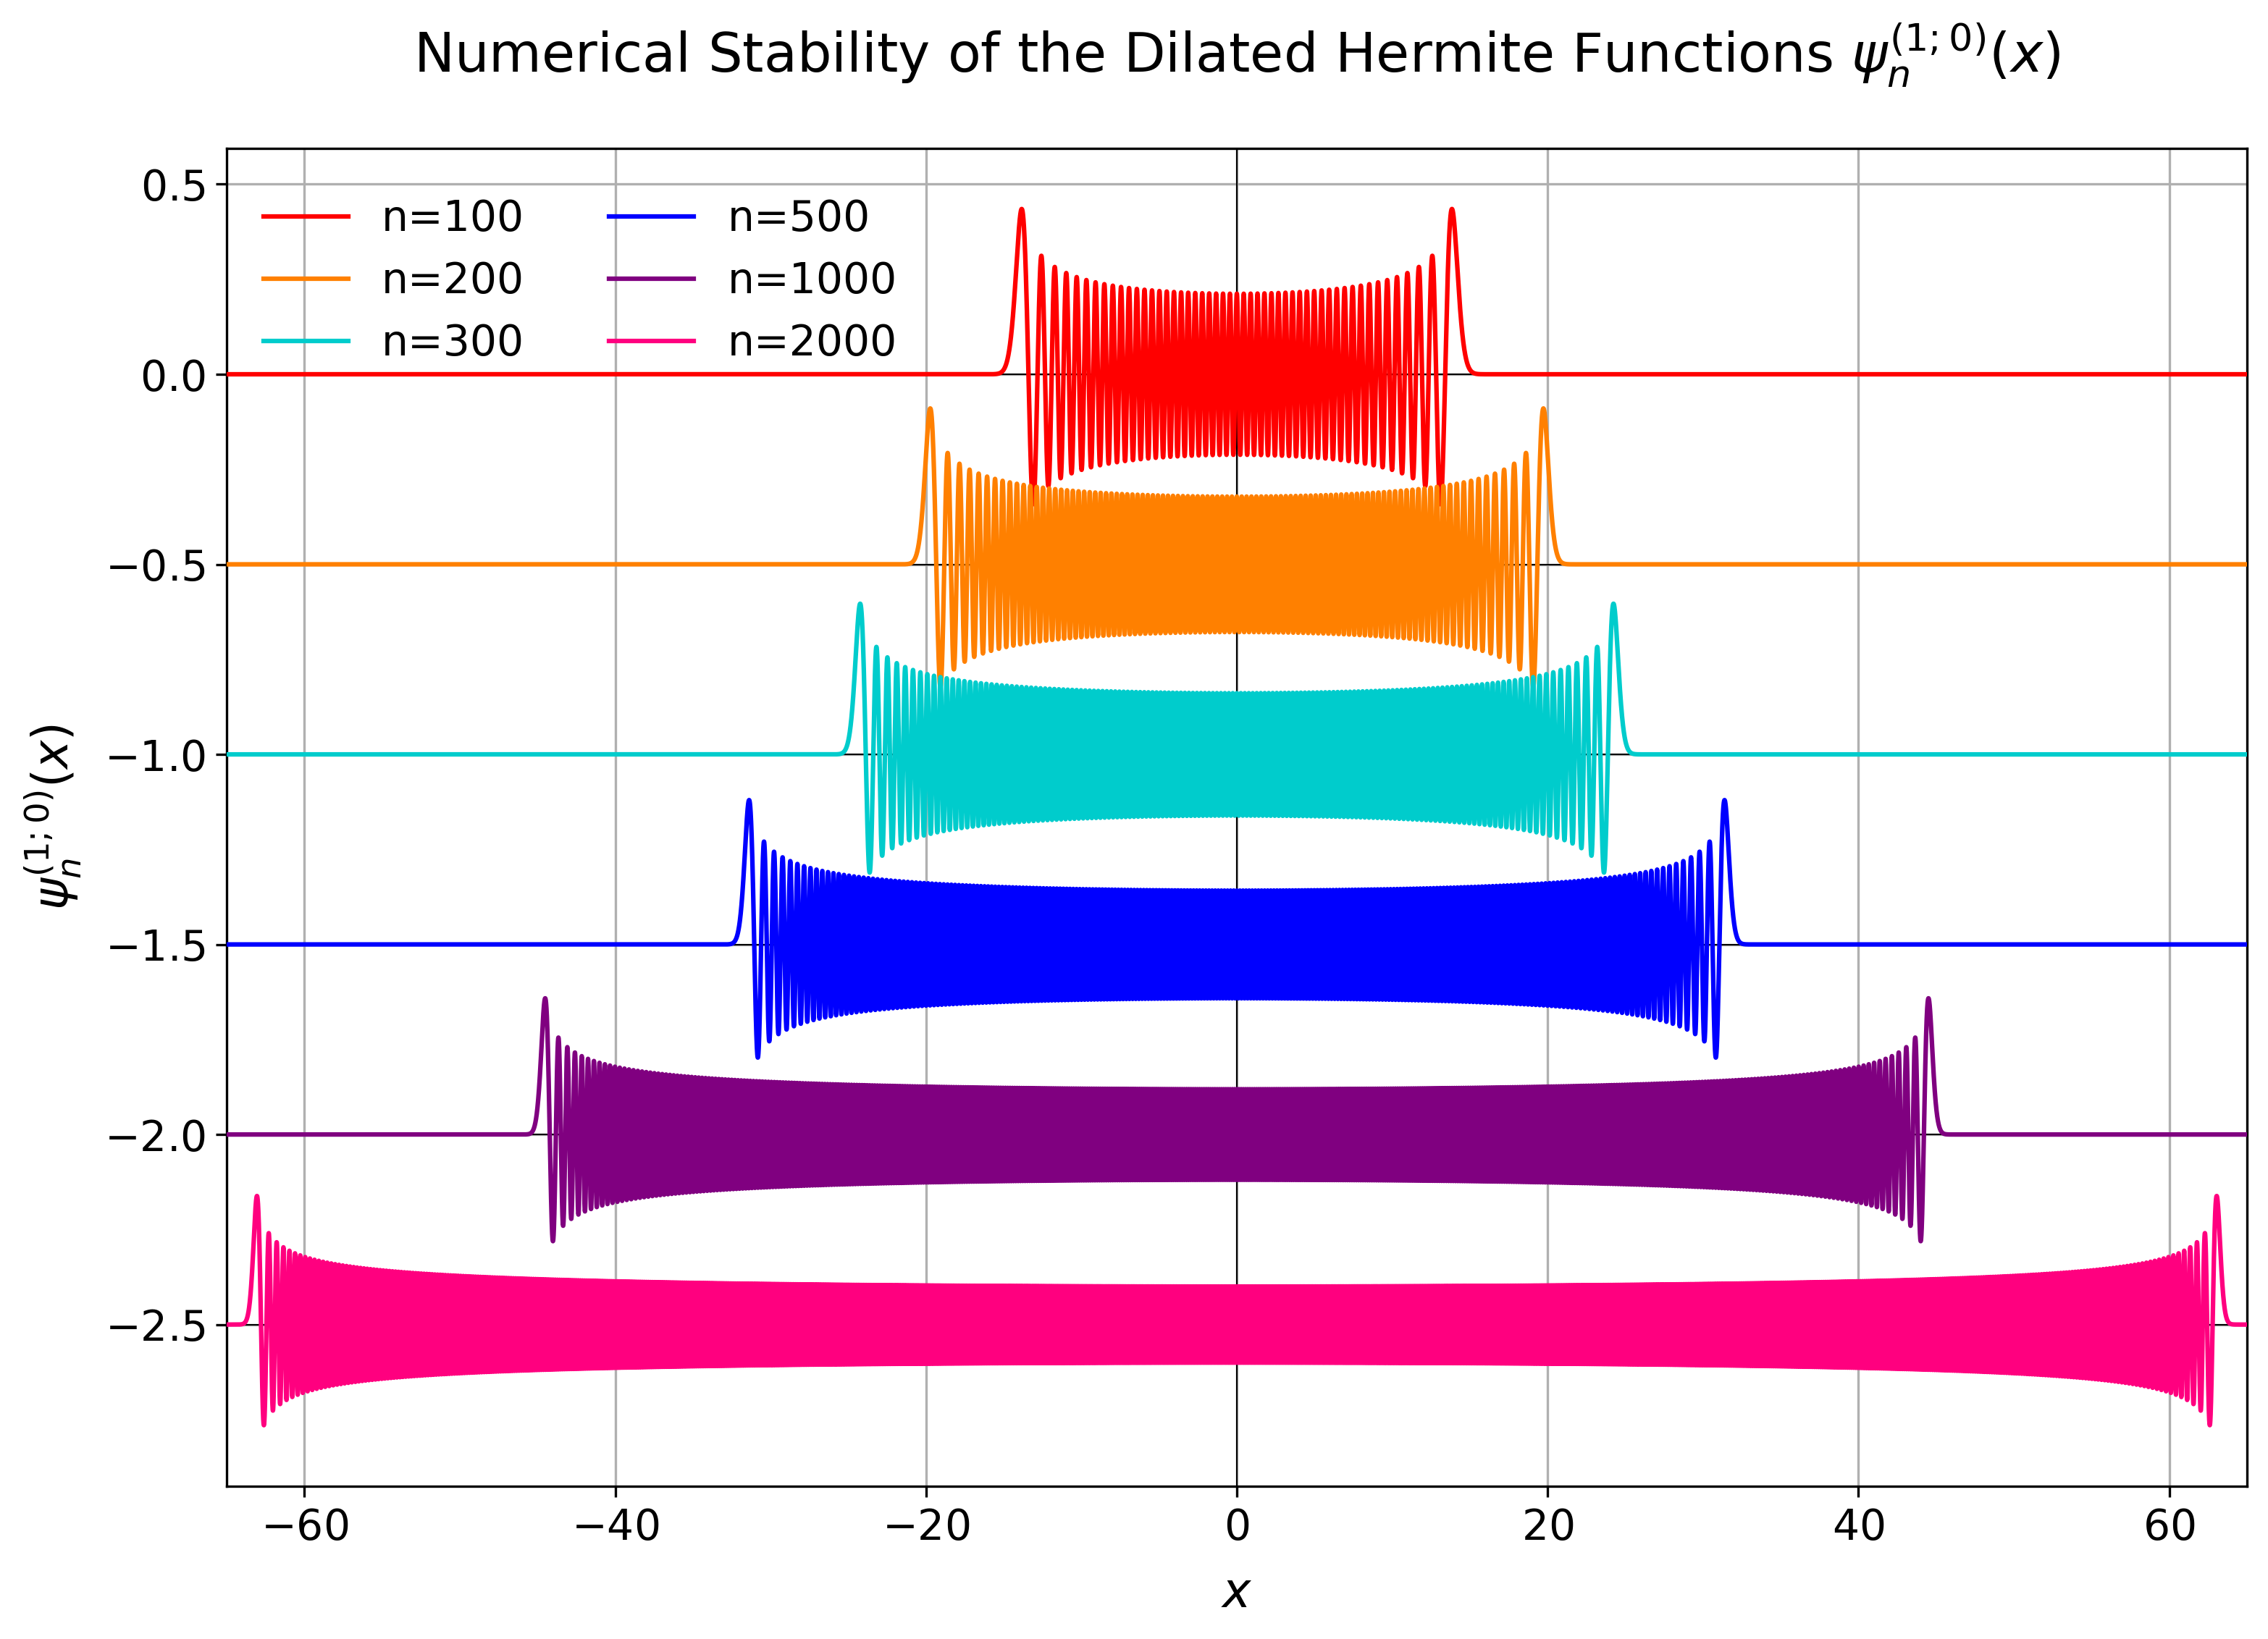 Numerical Stability of the Dilated Hermite Functions ψ_n^{(1; 0)}(x)
0.5
0.0
−0.5
−1.0
−1.5
−2.0
−2.5
ψ_n^{(1; 0)}(x)
n=100
n=200
n=300
n=500
n=1000
n=2000
−60 −40 −20 0 20 40 60
x